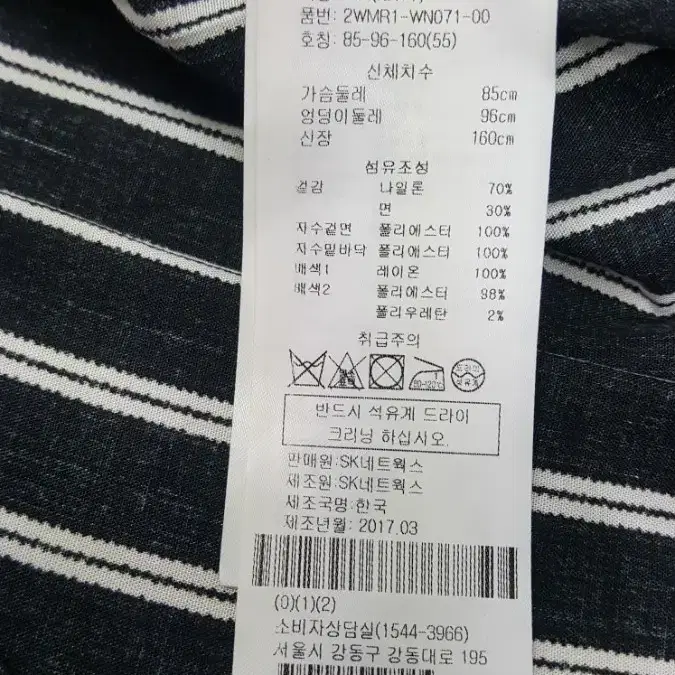 품번: 2WMR1-WN071-00
호칭: 85-96-160(55)
신체치수
가슴둘레 85cm
엉덩이둘레 96cm
신장 160cm
섬유조성
겉감 나일론 70%
면 30%
자수겉면 폴리에스터 100%
자수밑바닥 폴리에스터 100%
배색1 레이온 100%
배색2 폴리에스터 98%
폴리우레탄 2%
취급주의
80~120℃ 드라이
석유계
반드시 석유계 드라이
크리닝 하십시오.
판매원:SK네트웍스
제조원:SK네트웍스
제조국명:한국
제조년월: 2017.03
(0)(1)(2)
소비자상담실(1544-3966)
서울시 강동구 강동대로 195